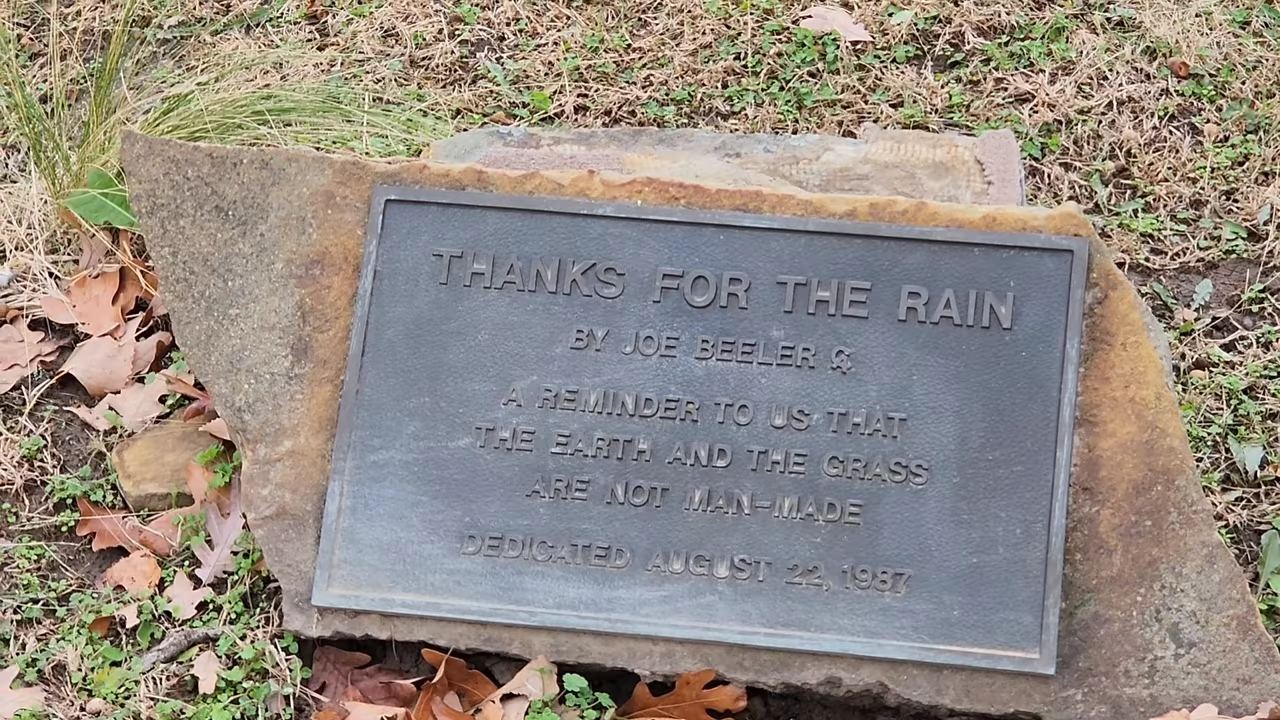 THANKS FOR THE RAIN
BY JOE BEELER
A REMINDER TO US THAT
THE EARTH AND THE GRASS
ARE NOT MAN-MADE
DEDICATED AUGUST 22, 1987